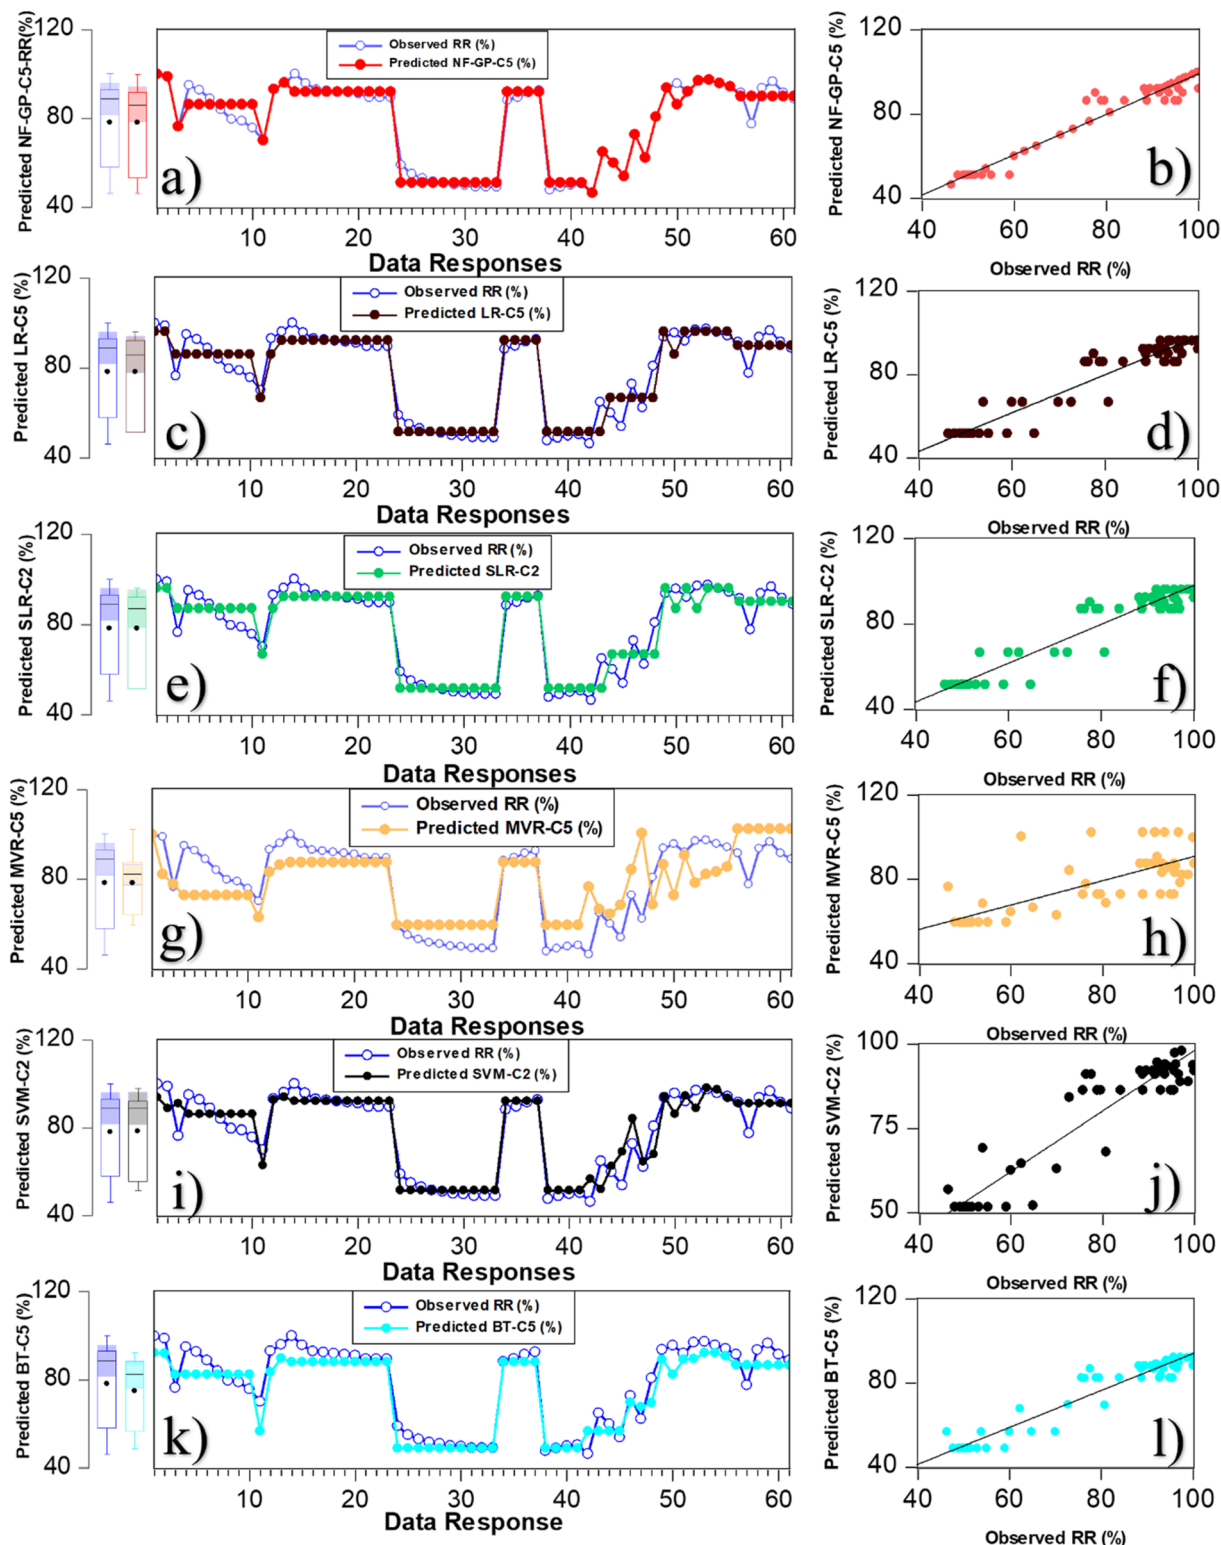 Predicted NF-GP-C5-RR(%)
120
80
40
Observed RR (%)
Predicted NF-GP-C5 (%)
a)
10 20 30 40 50 60
Data Responses
Predicted NF-GP-C5 (%)
120
80
40
b)
40 60 80 100
Observed RR (%)
Predicted LR-C5 (%)
120
80
40
Observed RR (%)
Predicted LR-C5 (%)
c)
10 20 30 40 50 60
Data Responses
Predicted LR-C5 (%)
120
80
40
d)
40 60 80 100
Observed RR (%)
Predicted SLR-C2 (%)
120
80
40
Observed RR (%)
Predicted SLR-C2
e)
10 20 30 40 50 60
Data Responses
Predicted SLR-C2 (%)
120
80
40
f)
40 60 80 100
Observed RR (%)
Predicted MVR-C5 (%)
120
80
40
Observed RR (%)
Predicted MVR-C5 (%)
g)
10 20 30 40 50 60
Data Responses
Predicted MVR-C5 (%)
120
80
40
h)
40 60 80 100
Observed RR (%)
Predicted SVM-C2 (%)
120
80
40
Observed RR (%)
Predicted SVM-C2 (%)
i)
10 20 30 40 50 60
Data Responses
Predicted SVM-C2 (%)
100
75
50
j)
40 60 80 100
Observed RR (%)
Predicted BT-C5 (%)
120
80
40
Observed RR (%)
Predicted BT-C5 (%)
k)
10 20 30 40 50 60
Data Response
Predicted BT-C5 (%)
120
80
40
l)
40 60 80 100
Observed RR (%)